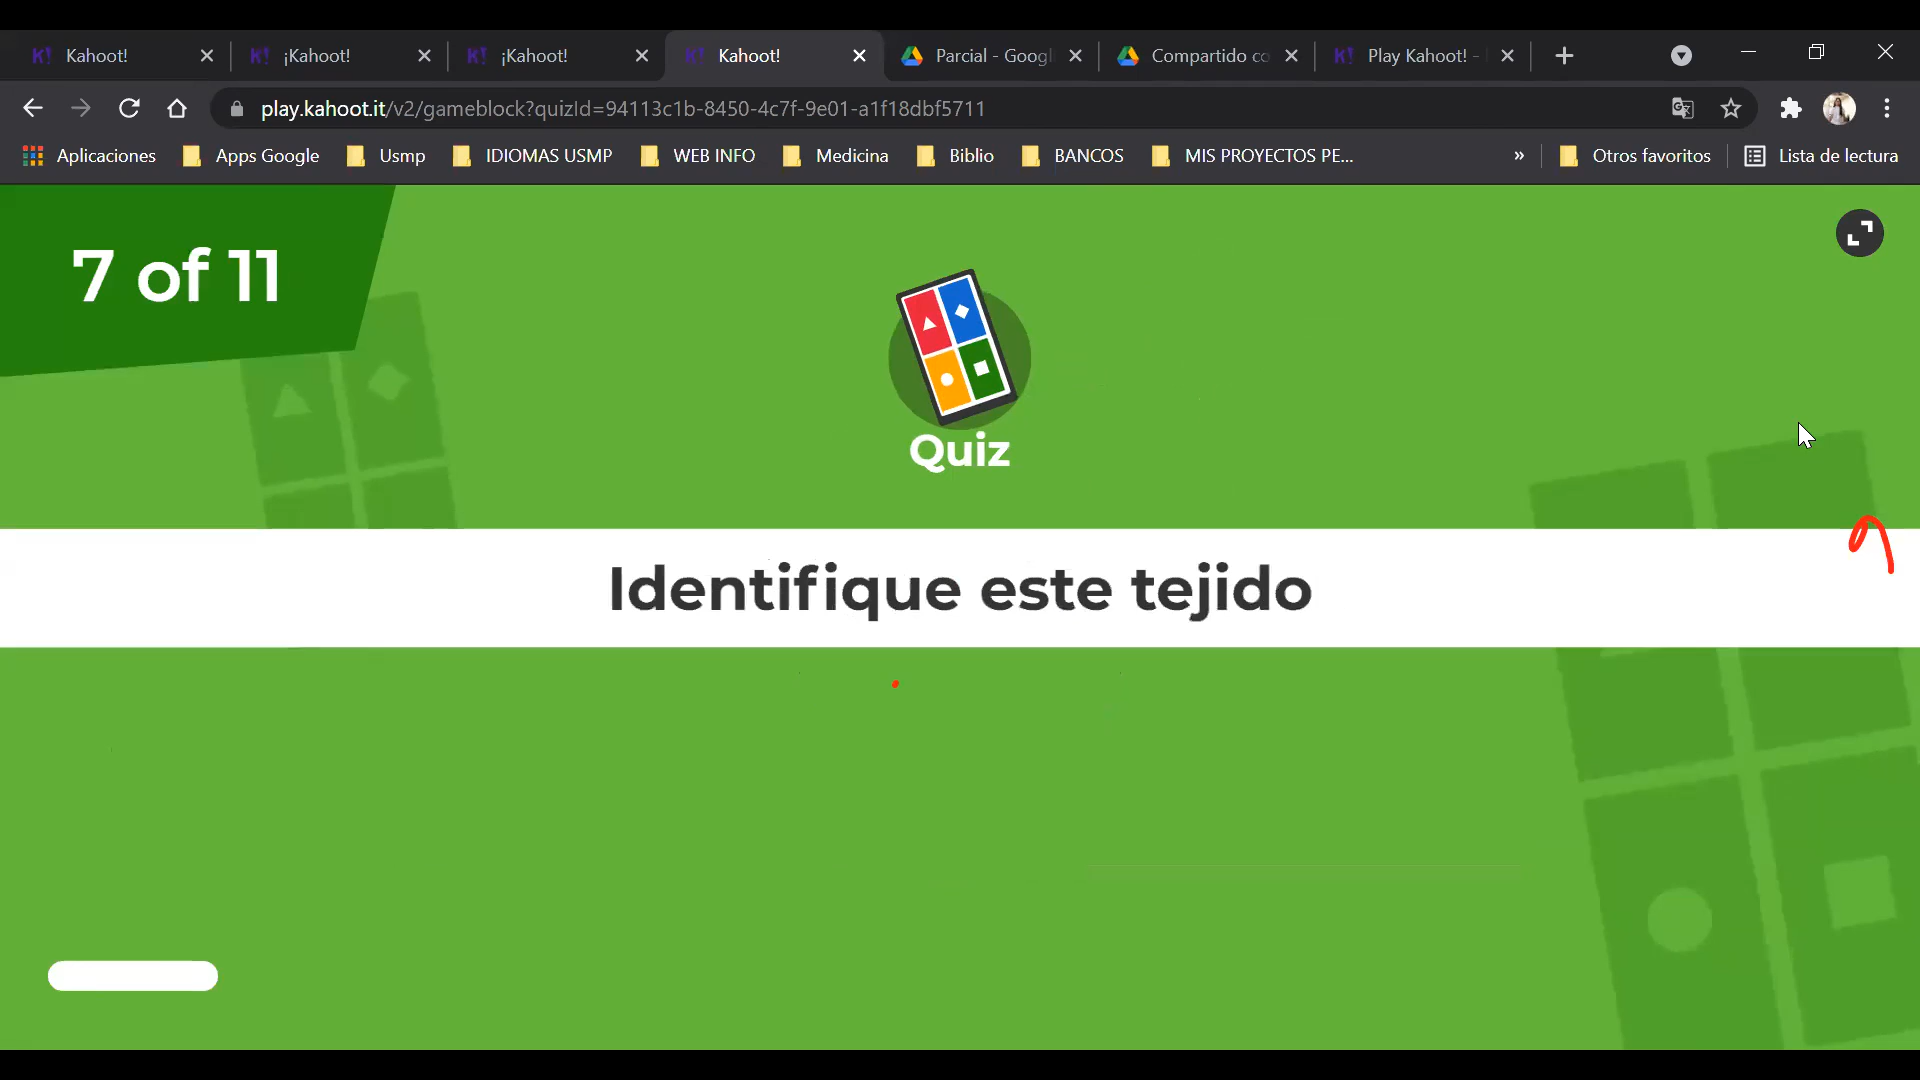 Kahoot!
¡Kahoot!
¡Kahoot!
Kahoot!
Parcial - Googl
Compartido co
Play Kahoot! -
play.kahoot.it/v2/gameblock?quizId=94113c1b-8450-4c7f-9e01-a1f18dbf5711
Aplicaciones
Apps Google
Usmp
IDIOMAS USMP
WEB INFO
Medicina
Biblio
BANCOS
MIS PROYECTOS PE...
»
Otros favoritos
Lista de lectura
7 of 11
Quiz
Identifique este tejido